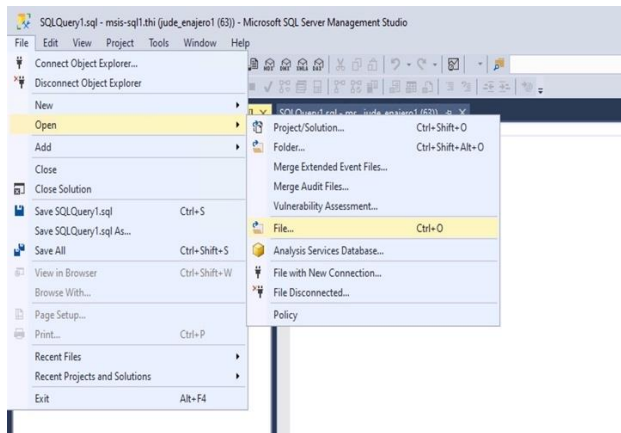 SQLQuery1.sql - msis-sql1.thi (jude_enajero1 (63)) - Microsoft SQL Server Management Studio
File Edit View Project Tools Window Help
Connect Object Explorer...
Disconnect Object Explorer
New
Open
Add
Close
Close Solution
Save SQLQuery1.sql Ctrl+S
Save SQLQuery1.sql As...
Save All Ctrl+Shift+S
View in Browser Ctrl+Shift+W
Browse With...
Page Setup...
Print... Ctrl+P
Recent Files
Recent Projects and Solutions
Exit Alt+F4
Project/Solution... Ctrl+Shift+O
Folder... Ctrl+Shift+Alt+O
Merge Extended Event Files...
Merge Audit Files...
Vulnerability Assessment...
File... Ctrl+O
Analysis Services Database...
File with New Connection...
File Disconnected...
Policy